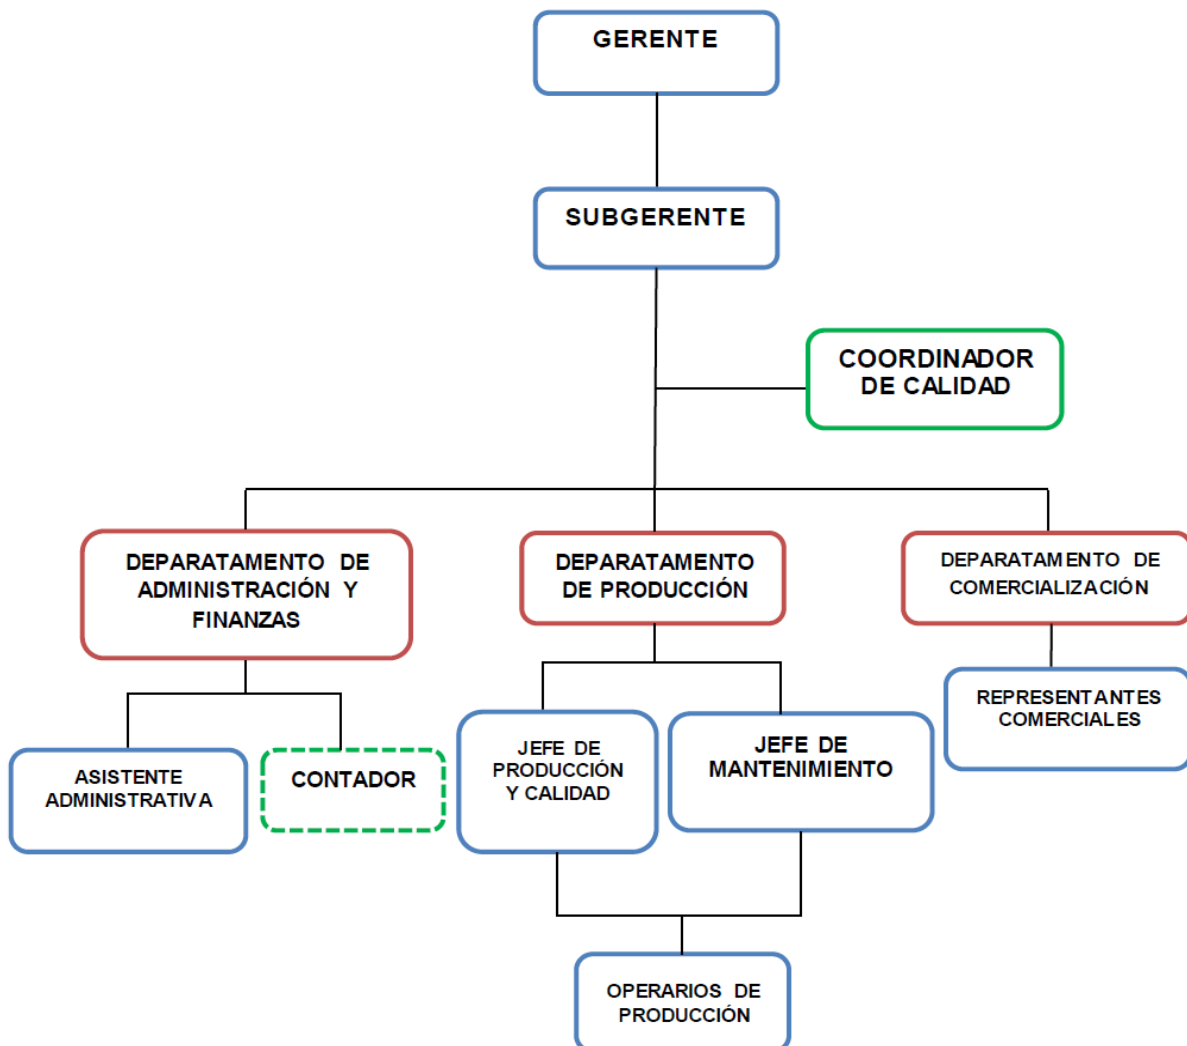 GERENTE
SUBGERENTE
COORDINADOR
DE CALIDAD
DEPARATAMENTO DE
ADMINISTRACIÓN Y
FINANZAS
DEPARATAMENTO
DE PRODUCCIÓN
DEPARATAMENTO DE
COMERCIALIZACIÓN
ASISTENTE
ADMINISTRATIVA
CONTADOR
JEFE DE
PRODUCCIÓN
Y CALIDAD
JEFE DE
MANTENIMIENTO
REPRESENTANTES
COMERCIALES
OPERARIOS DE
PRODUCCIÓN